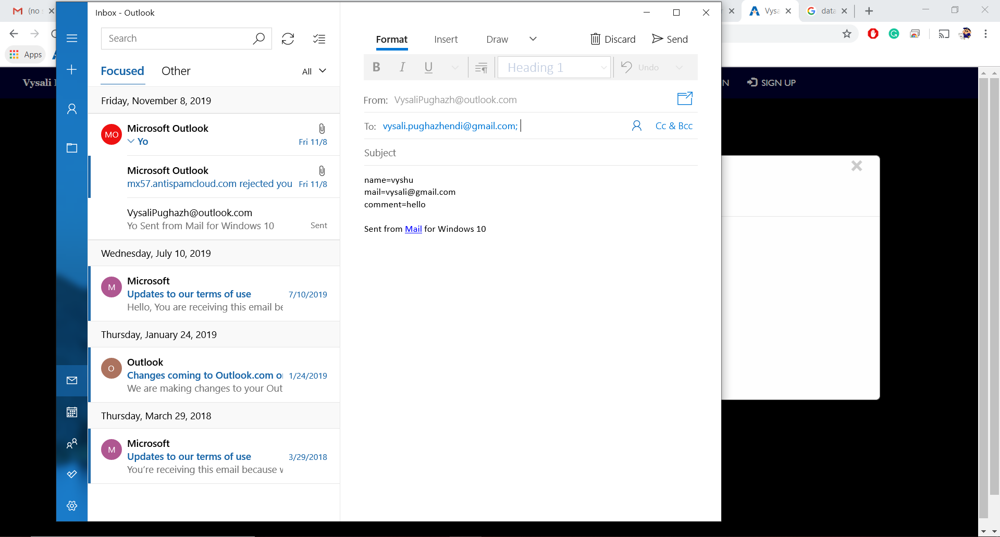 (no
Vysa
data
Apps
Vysali
N
SIGN UP
Inbox - Outlook
Search
Focused
Other
All
Friday, November 8, 2019
MO
Microsoft Outlook
Yo
Fri 11/8
Microsoft Outlook
mx57.antispamcloud.com rejected you
Fri 11/8
VysaliPughazh@outlook.com
Yo Sent from Mail for Windows 10
Sent
Wednesday, July 10, 2019
M
Microsoft
Updates to our terms of use
7/10/2019
Hello, You are receiving this email be
Thursday, January 24, 2019
O
Outlook
Changes coming to Outlook.com o
1/24/2019
We are making changes to your Out
Thursday, March 29, 2018
M
Microsoft
Updates to our terms of use
3/29/2018
You're receiving this email because w
Format
Insert
Draw
Discard
Send
B
I
U
Heading 1
Undo
From: VysaliPughazh@outlook.com
To: vysali.pughazhendi@gmail.com;
Cc & Bcc
Subject
name=vyshu
mail=vysali@gmail.com
comment=hello
Sent from Mail for Windows 10